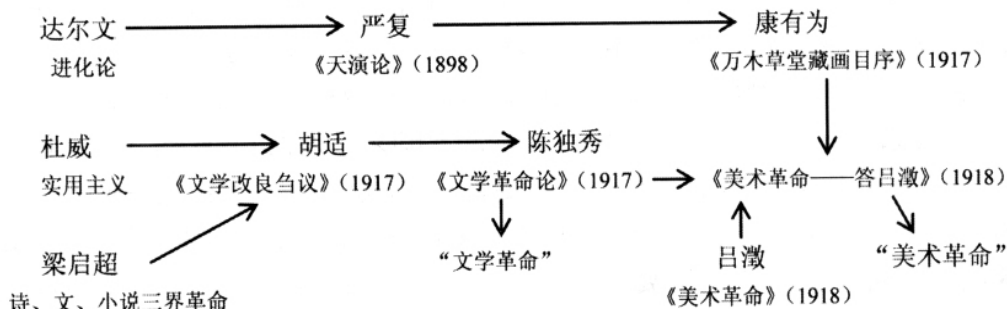 达尔文 严复 康有为
进化论 《天演论》（1898） 《万木草堂藏画目序》（1917）
杜威 胡适 陈独秀
实用主义 《文学改良刍议》（1917） 《文学革命论》（1917） 《美术革命——答吕澂》（1918）
梁启超 “文学革命” 吕澂 “美术革命”
诗、文、小说三界革命 《美术革命》（1918）